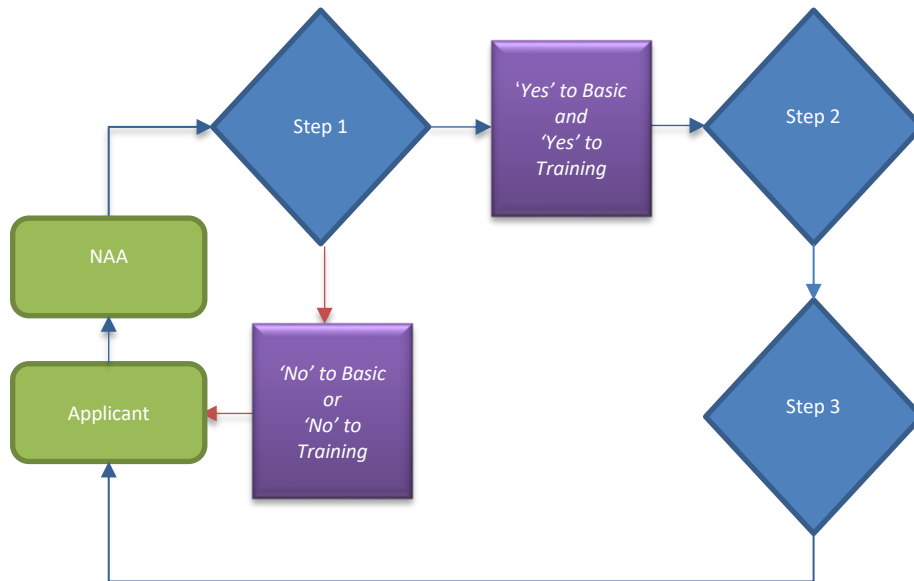 Step 1
‘Yes’ to Basic
and
‘Yes’ to
Training
Step 2
NAA
Applicant
‘No’ to Basic
or
‘No’ to
Training
Step 3